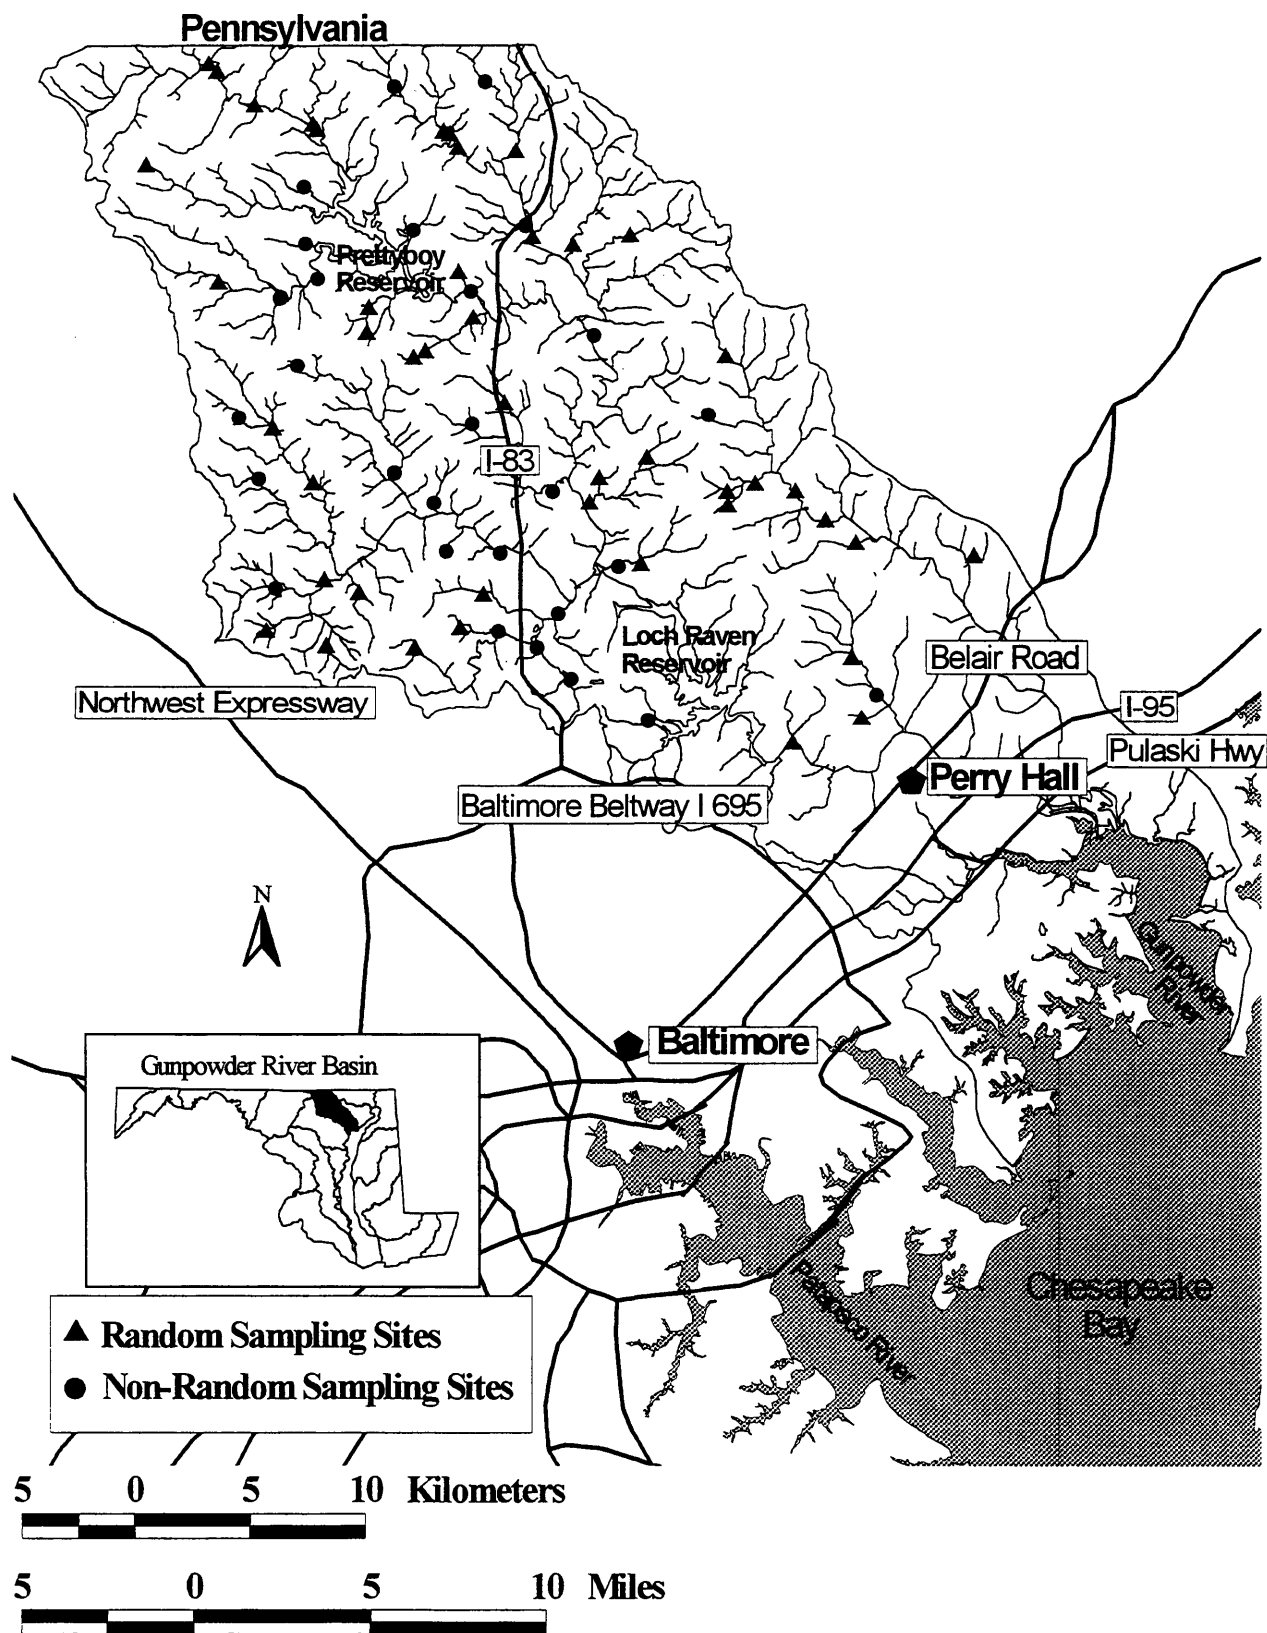 Pennsylvania
Prettyboy
Reservoir
I-83
Loch Raven
Reservoir
Belair Road
Northwest Expressway
I-95
Pulaski Hwy
Perry Hall
Baltimore Beltway I 695
N
Gunpowder
River
Baltimore
Gunpowder River Basin
Chesapeake
Bay
Patapsco River
Random Sampling Sites
Non-Random Sampling Sites
5 0 5 10 Kilometers
5 0 5 10 Miles